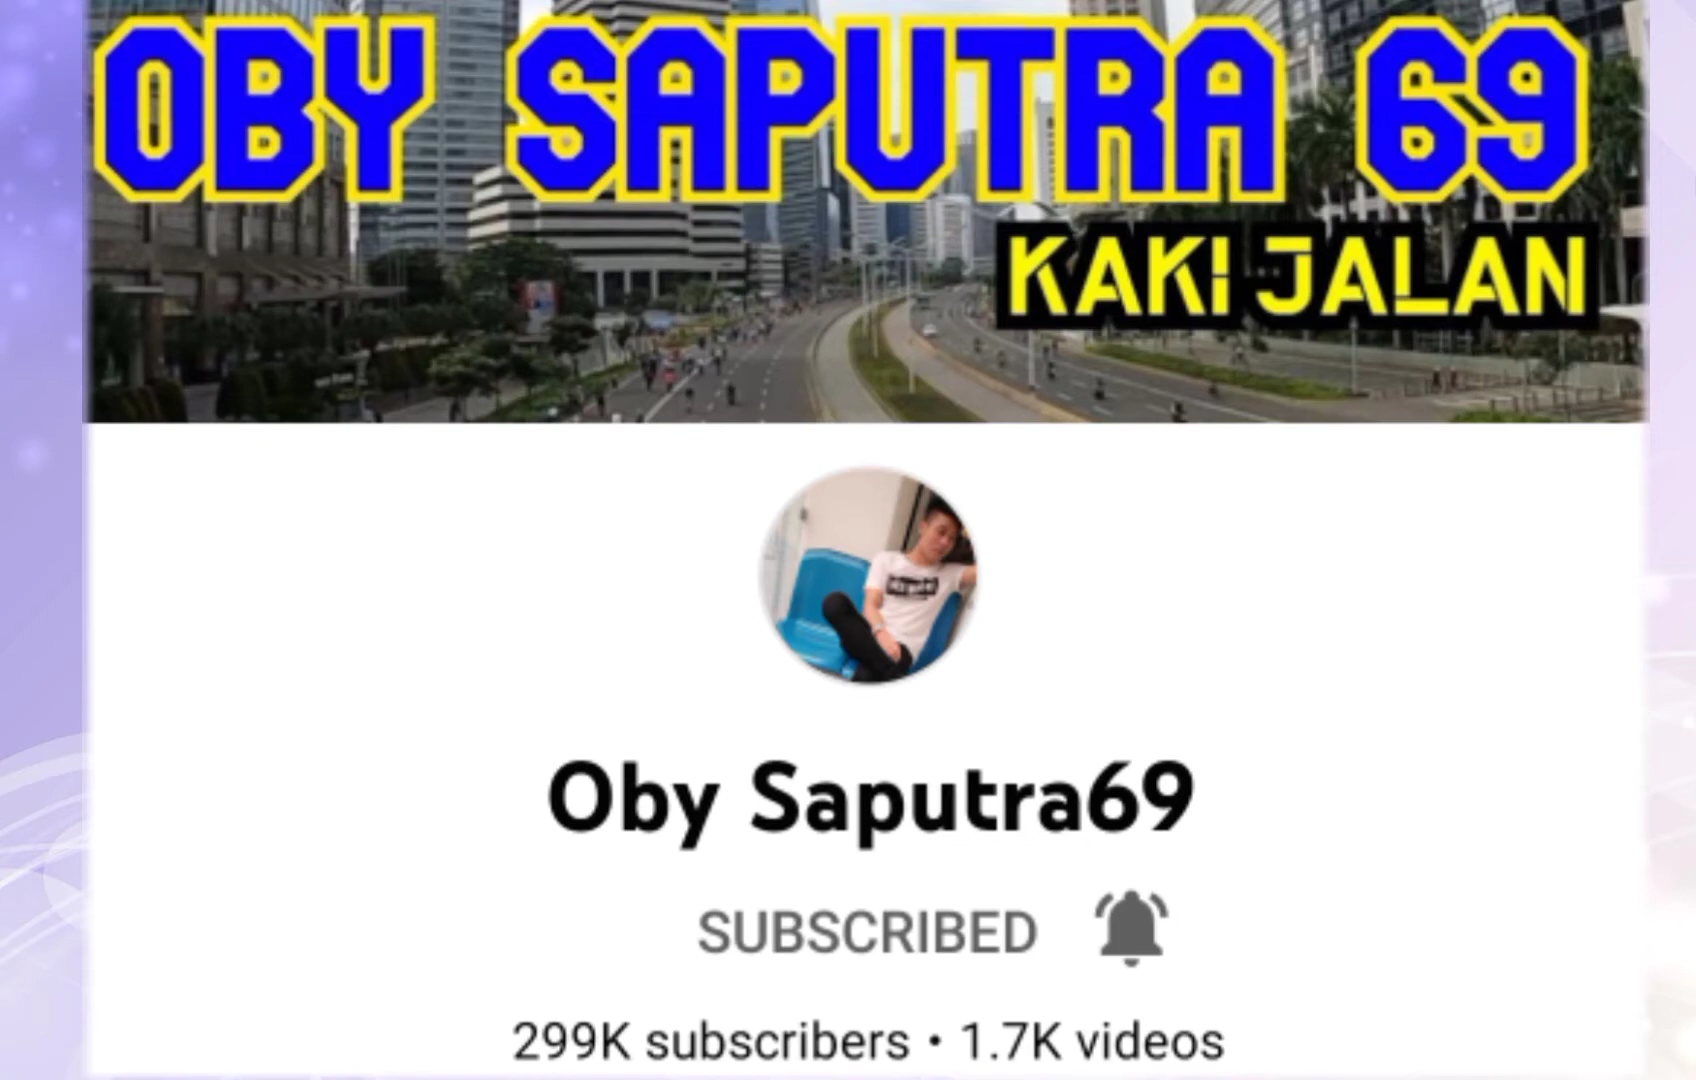 OBY SAPUTRA 69
KAKI JALAN
Oby Saputra69
SUBSCRIBED
299K subscribers • 1.7K videos